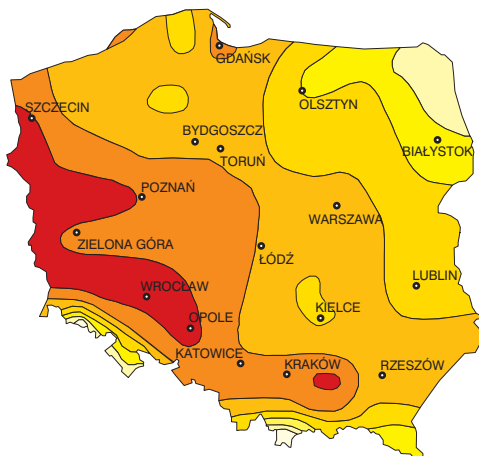 GDAŃSK
SZCZECIN
OLSZTYN
BYDGOSZCZ
TORUŃ
BIAŁYSTOK
POZNAŃ
WARSZAWA
ZIELONA GÓRA
ŁÓDŹ
LUBLIN
WROCŁAW
KIELCE
OPOLE
KATOWICE
KRAKÓW
RZESZÓW